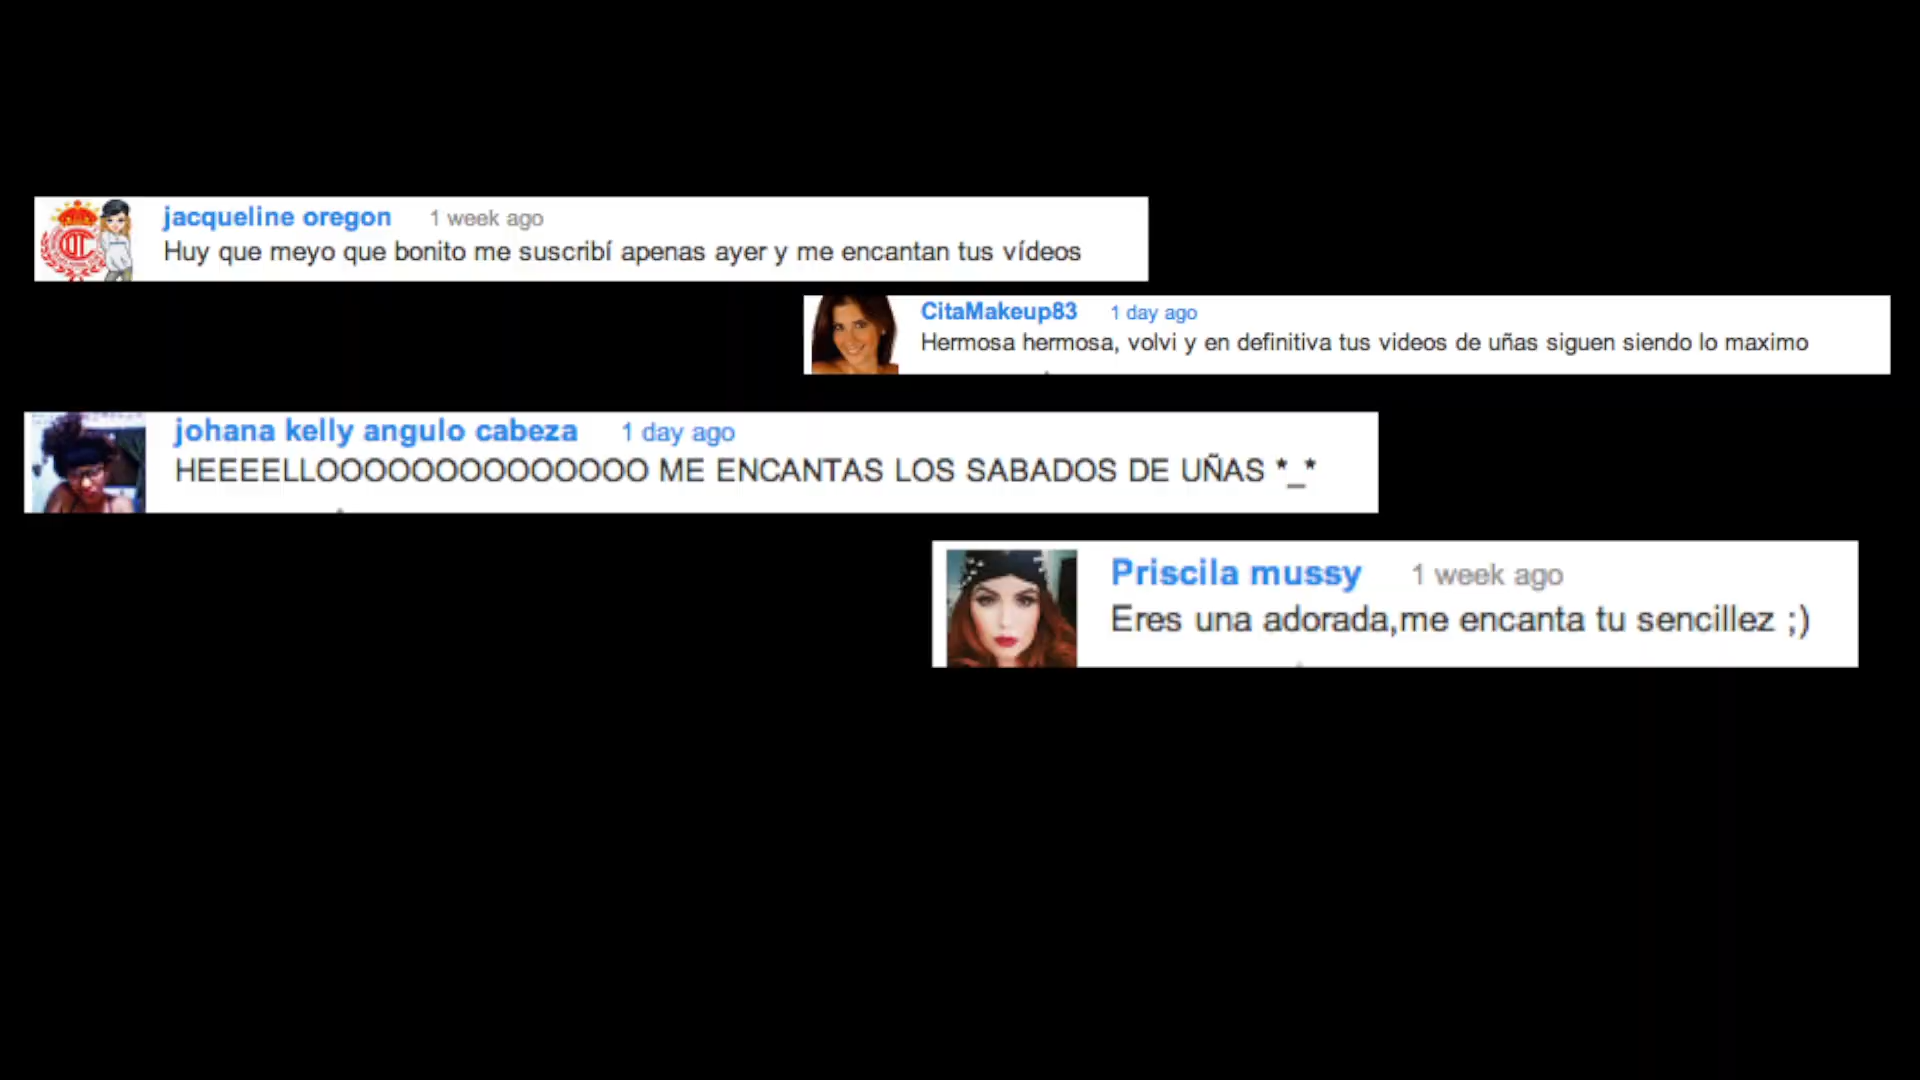 jacqueline oregon 1 week ago
Huy que meyo que bonito me suscribí apenas ayer y me encantan tus vídeos
CitaMakeup83 1 day ago
Hermosa hermosa, volvi y en definitiva tus videos de uñas siguen siendo lo maximo
johana kelly angulo cabeza 1 day ago
HEEEELLOOOOOOOOOOOOOO ME ENCANTAS LOS SABADOS DE UÑAS *_*
Priscila mussy 1 week ago
Eres una adorada,me encanta tu sencillez ;)